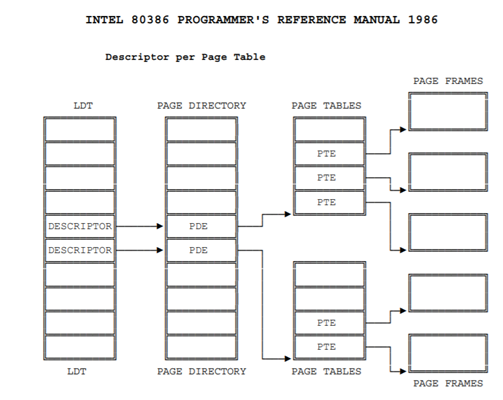 INTEL 80386 PROGRAMMER'S REFERENCE MANUAL 1986
Descriptor per Page Table
PAGE FRAMES
LDT PAGE DIRECTORY PAGE TABLES
PTE
PTE
PTE
DESCRIPTOR PDE
DESCRIPTOR PDE
PTE
PTE
LDT PAGE DIRECTORY PAGE TABLES
PAGE FRAMES